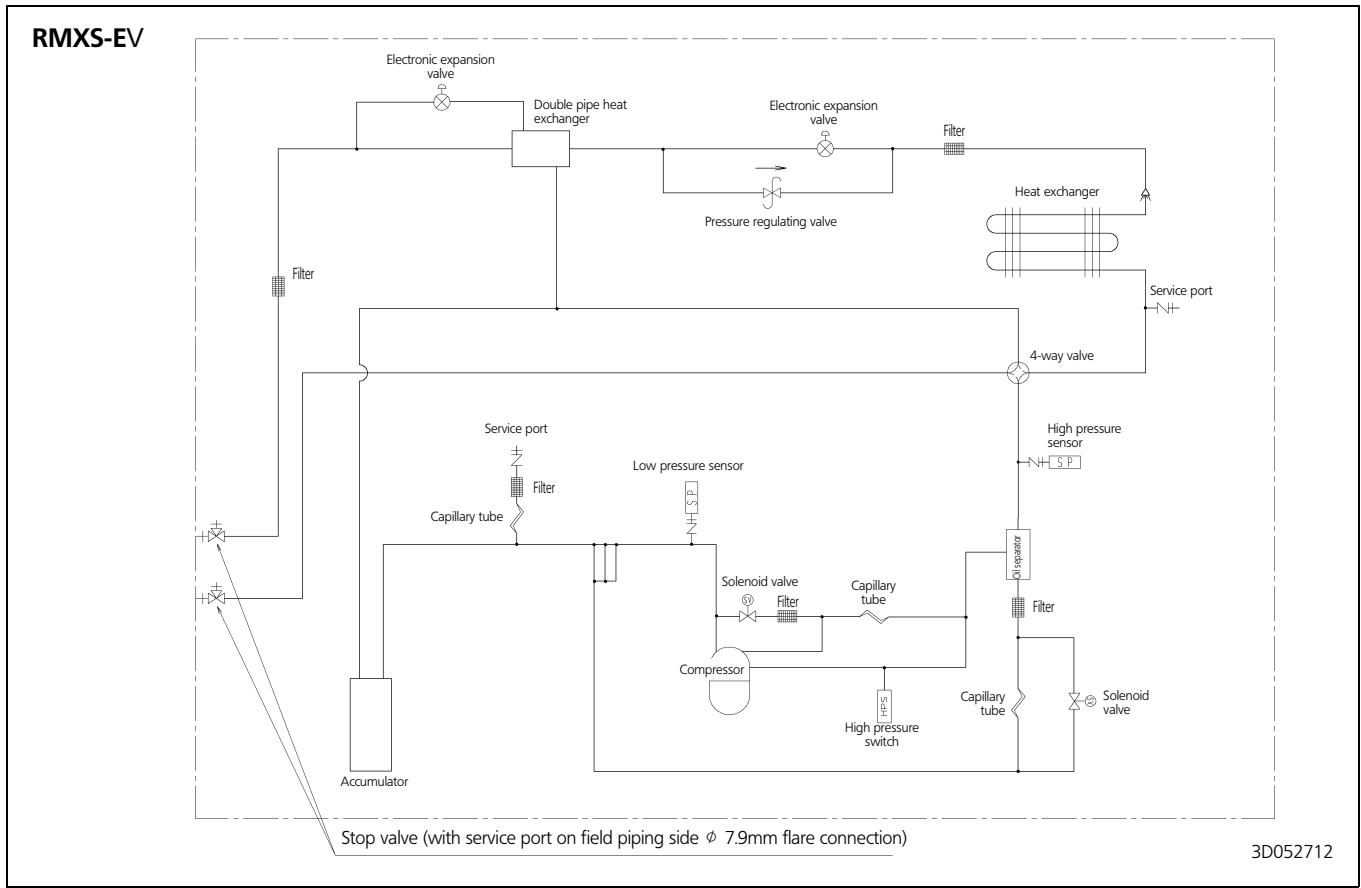 RMXS-EV
Electronic expansion
valve
Double pipe heat
exchanger
Electronic expansion
valve
Filter
Pressure regulating valve
Heat exchanger
Filter
Service port
4-way valve
Service port
High pressure
sensor
S P
Low pressure sensor
S P
Filter
Capillary tube
Oil separator
Solenoid valve
SV
Filter
Capillary
tube
Filter
Compressor
HPS
High pressure
switch
Capillary
tube
SV
Solenoid
valve
Accumulator
Stop valve (with service port on field piping side φ 7.9mm flare connection)
3D052712